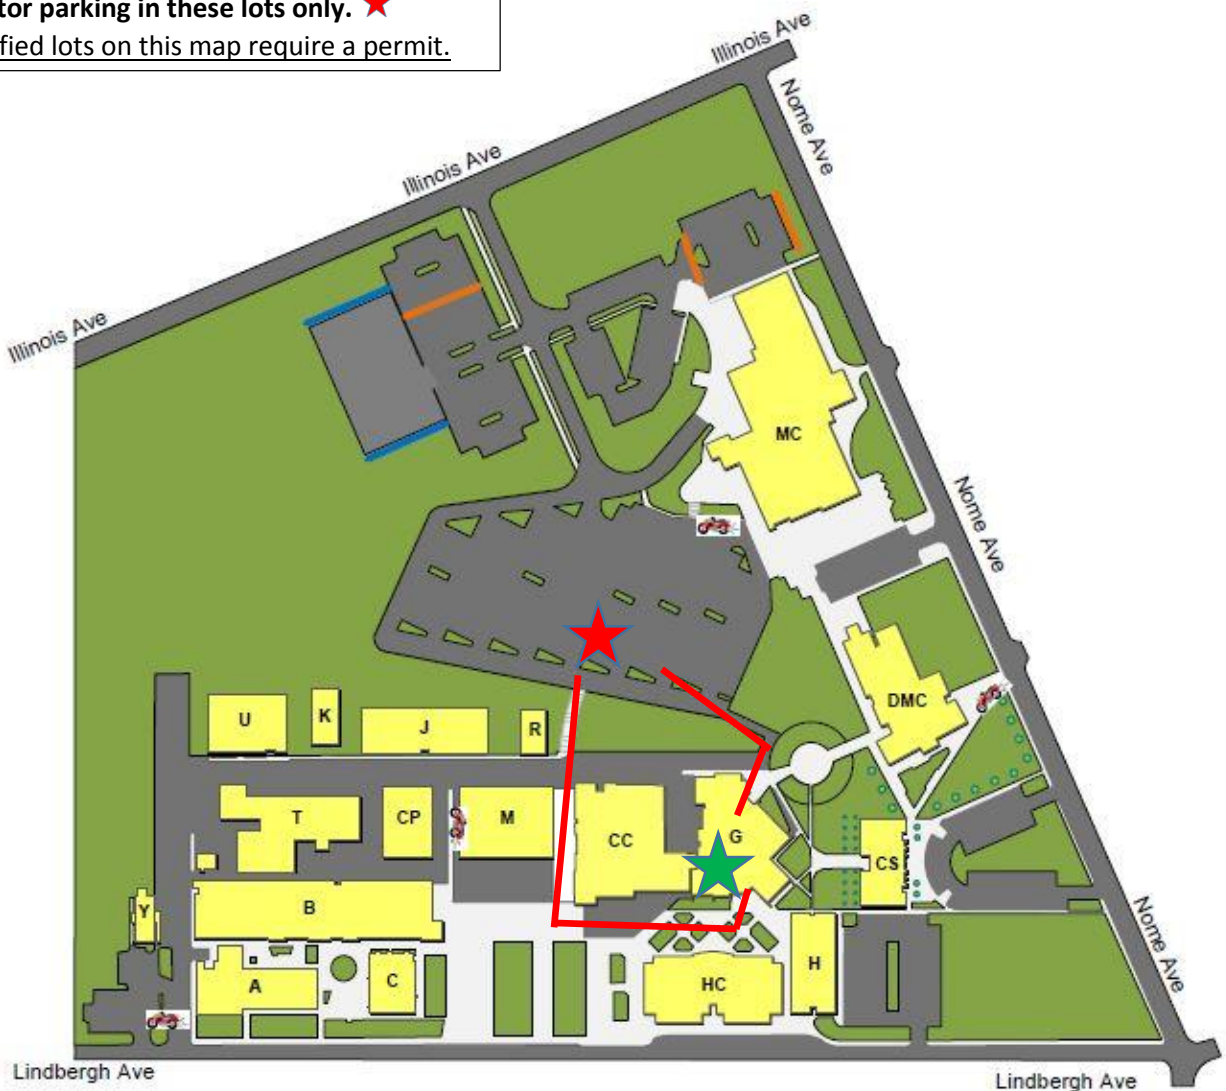 tor parking in these lots only.
fied lots on this map require a permit.
Illinois Ave
Nome Ave
Illinois Ave
Illinois Ave
MC
Nome Ave
DMC
U
K
J
R
T
CP
M
CC
G
CS
Y
B
A
C
HC
H
Nome Ave
Lindbergh Ave
Lindbergh Ave